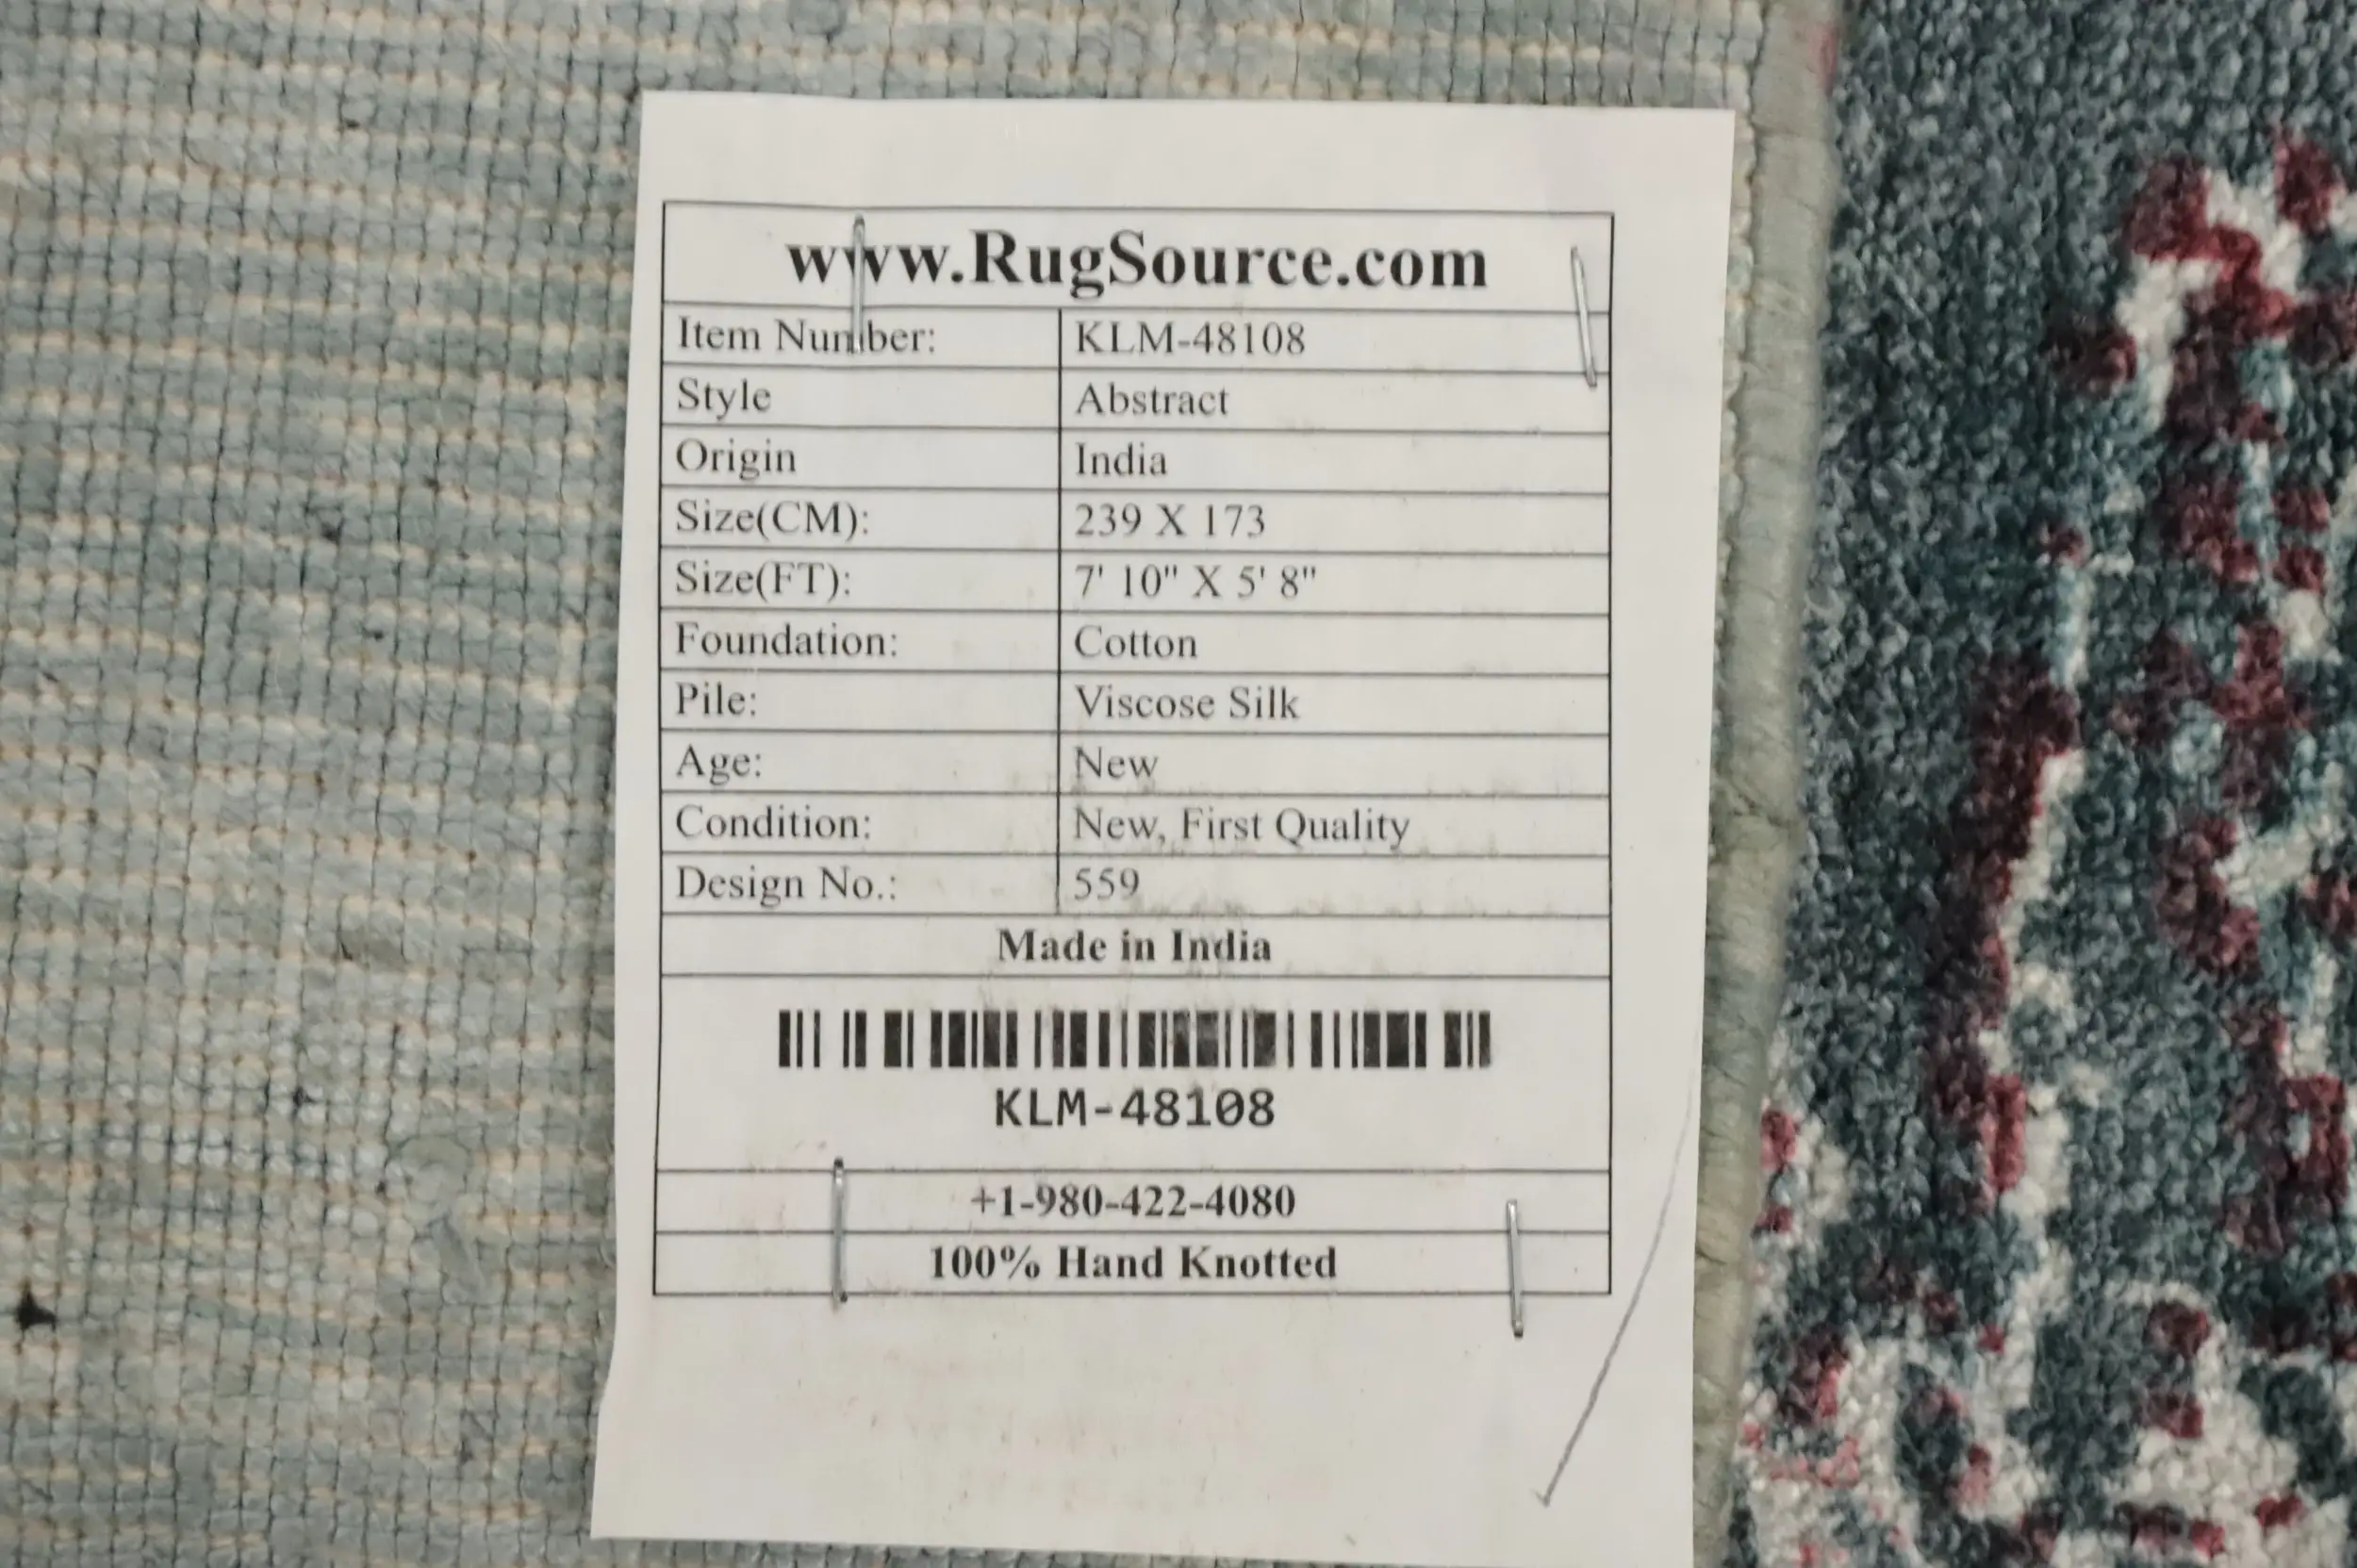 www.RugSource.com
Item Number: KLM-48108
Style Abstract
Origin India
Size(CM): 239 X 173
Size(FT): 7' 10" X 5' 8"
Foundation: Cotton
Pile: Viscose Silk
Age: New
Condition: New, First Quality
Design No.: 559
Made in India
KLM-48108
+1-980-422-4080
100% Hand Knotted